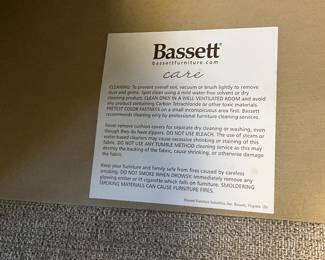 Bassett
bassettfurniture.com
care
CLEANING: To prevent overall soil, vacuum or brush lightly to remove
dust and grime. Spot clean using a mild water-free solvent or dry
cleaning product. CLEAN ONLY IN A WELL VENTILATED ROOM and avoid
any product containing Carbon Tetrachloride or other toxic materials.
PRETEST COLOR FASTNESS on a small inconspicuous area first. Bassett
recommends cleaning only by professional furniture cleaning services.
Never remove cushion covers for separate dry cleaning or washing, even
though they do have zippers. DO NOT USE BLEACH. The use of steam or
water-based cleaners may cause excessive shrinking or staining of this
fabric. DO NOT USE ANY TUMBLE METHOD cleaning service as this may
destroy the backing of the fabric, cause shrinking, or otherwise damage
the fabric.
Keep your furniture and family safe from fires caused by careless
smoking. DO NOT SMOKE WHEN DROWSY. Immediately remove any
glowing ember or lit cigarette which falls on furniture. SMOLDERING
SMOKING MATERIALS CAN CAUSE FURNITURE FIRES.
Bassett Furniture Industries, Inc. Bassett, Virginia